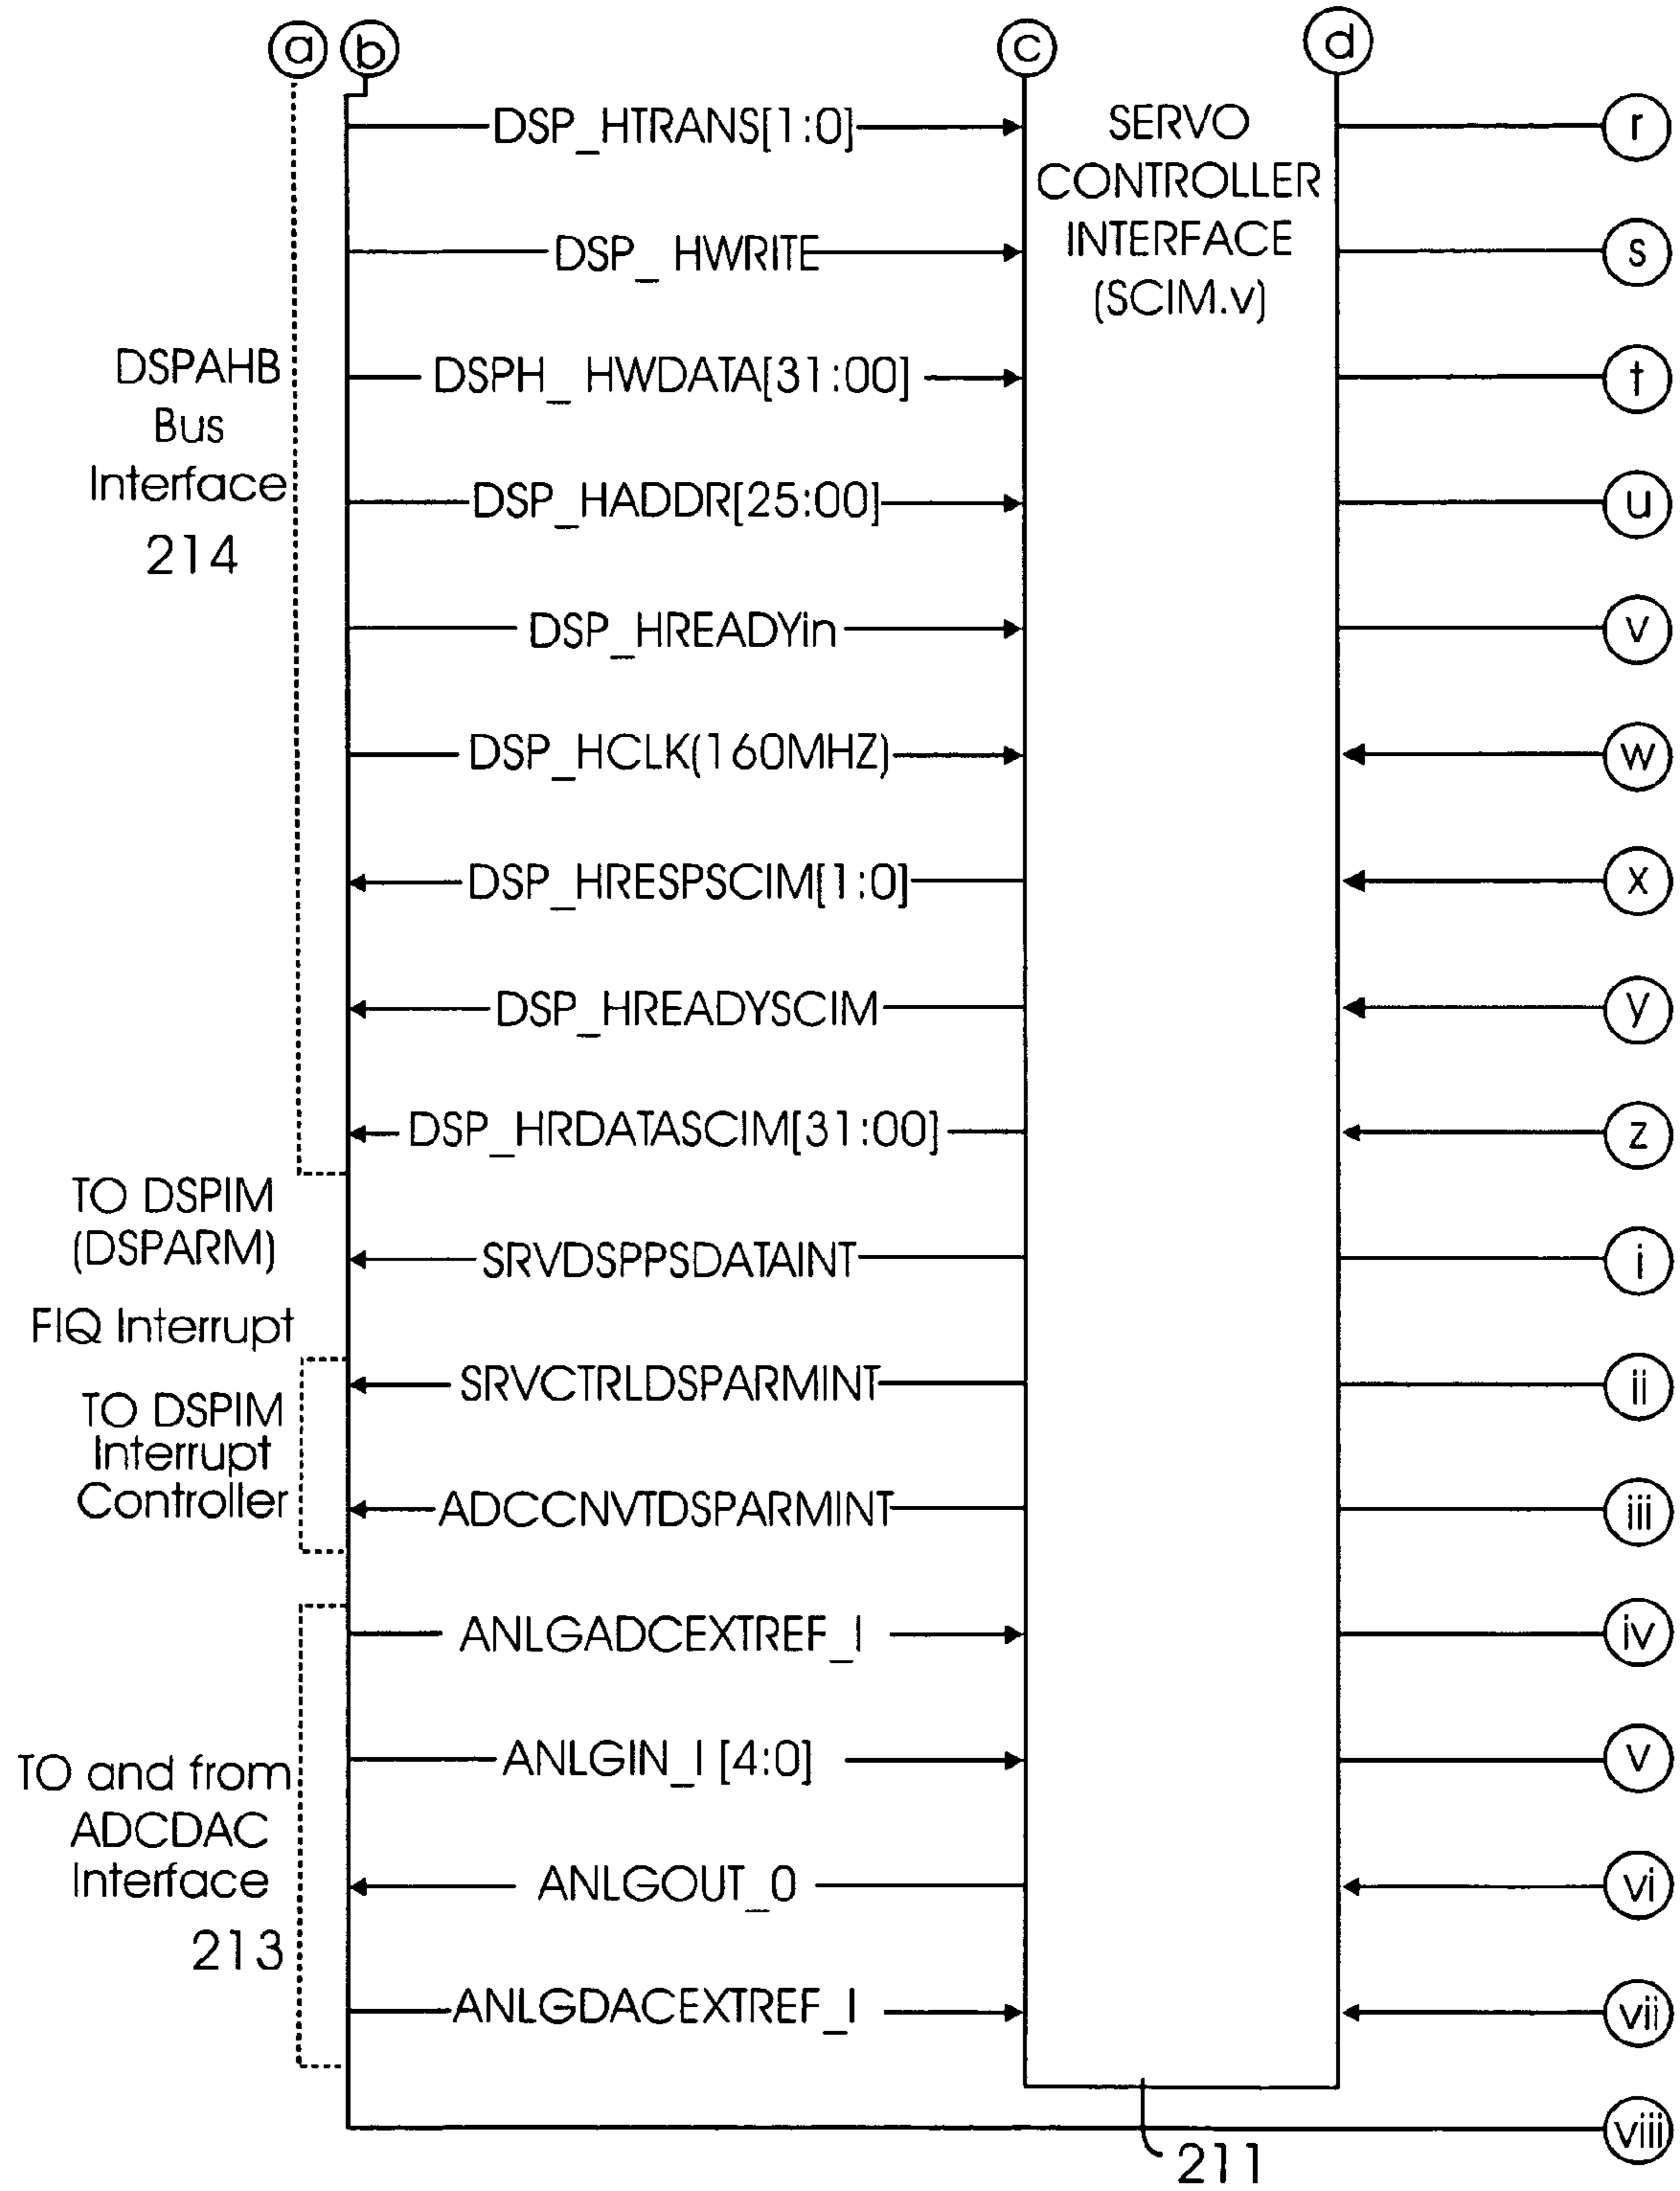 a b c d
DSP_HTRANS[1:0]
DSP_ HWRITE
DSPH_ HWDATA[31:00]
DSP_HADDR[25:00]
DSP_HREADYin
DSP_HCLK(160MHZ)
DSP_HRESPSCIM[1:0]
DSP_HREADYSCIM
DSP_HRDATASCIM[31:00]
SRVDSPPSDATAINT
SRVCTRLDSPARMINT
ADCCNVTDSPARMINT
ANLGADCEXTREF_I
ANLGIN_I [4:0]
ANLGOUT_0
ANLGDACEXTREF_I
DSPAHB
Bus
Interface
214
TO DSPIM
(DSPARM)
FIQ Interrupt
TO DSPIM
Interrupt
Controller
TO and from
ADCDAC
Interface
213
SERVO
CONTROLLER
INTERFACE
(SCIM.v)
211
r
s
t
u
v
w
x
y
z
i
ii
iii
iv
v
vi
vii
viii